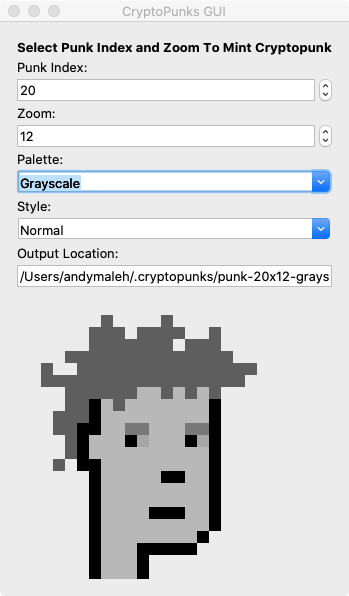 CryptoPunks GUI
Select Punk Index and Zoom To Mint Cryptopunk
Punk Index:
20
Zoom:
12
Palette:
Grayscale
Style:
Normal
Output Location:
/Users/andymaleh/.cryptopunks/punk-20x12-grays